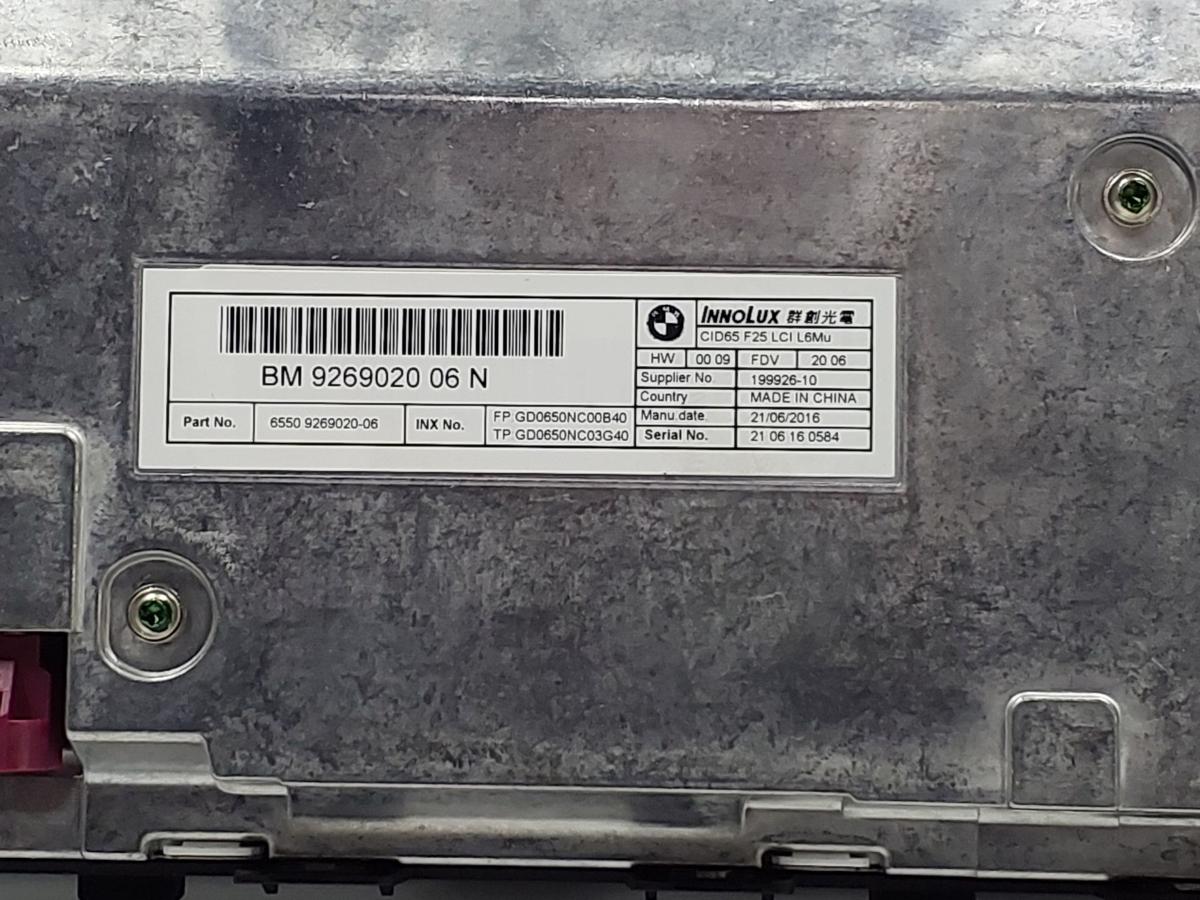 BM 9269020 06 N
Part No. 6550 9269020-06 INX No. FP GD0650NC00B40
TP GD0650NC03G40
INNOLUX 群創光電
CID65 F25 LCI L6Mu
HW 00 09 FDV 20 06
Supplier No. 199926-10
Country MADE IN CHINA
Manu.date. 21/06/2016
Serial No. 21 06 16 0584